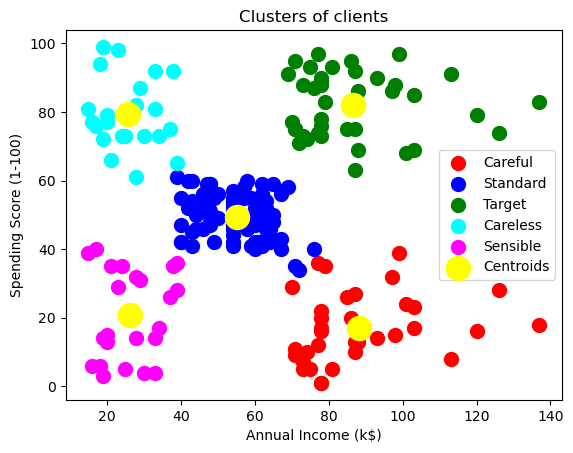 Clusters of clients
Spending Score (1-100)
100
80
60
40
20
0
Careful
Standard
Target
Careless
Sensible
Centroids
20 40 60 80 100 120 140
Annual Income (k$)